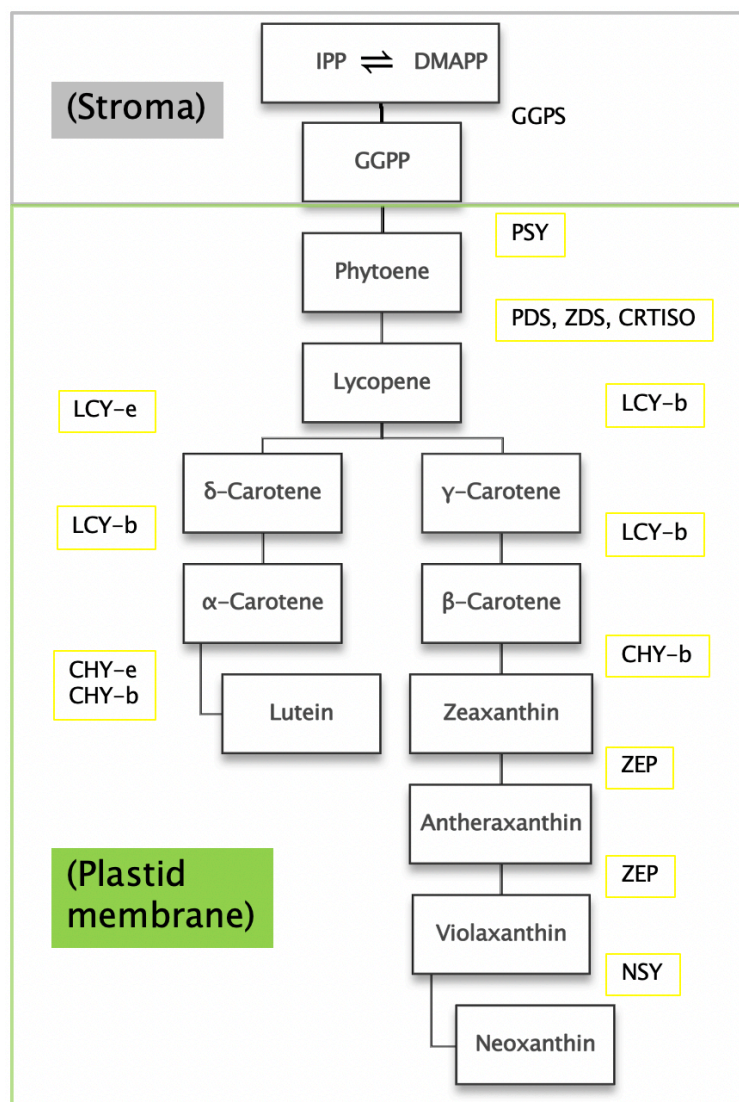 IPP ⇌ DMAPP
(Stroma)
GGPS
GGPP
PSY
Phytoene
PDS, ZDS, CRTISO
Lycopene
LCY-e
LCY-b
δ-Carotene
γ-Carotene
LCY-b
LCY-b
α-Carotene
β-Carotene
CHY-e
CHY-b
CHY-b
Lutein
Zeaxanthin
ZEP
Antheraxanthin
(Plastid
membrane)
ZEP
Violaxanthin
NSY
Neoxanthin